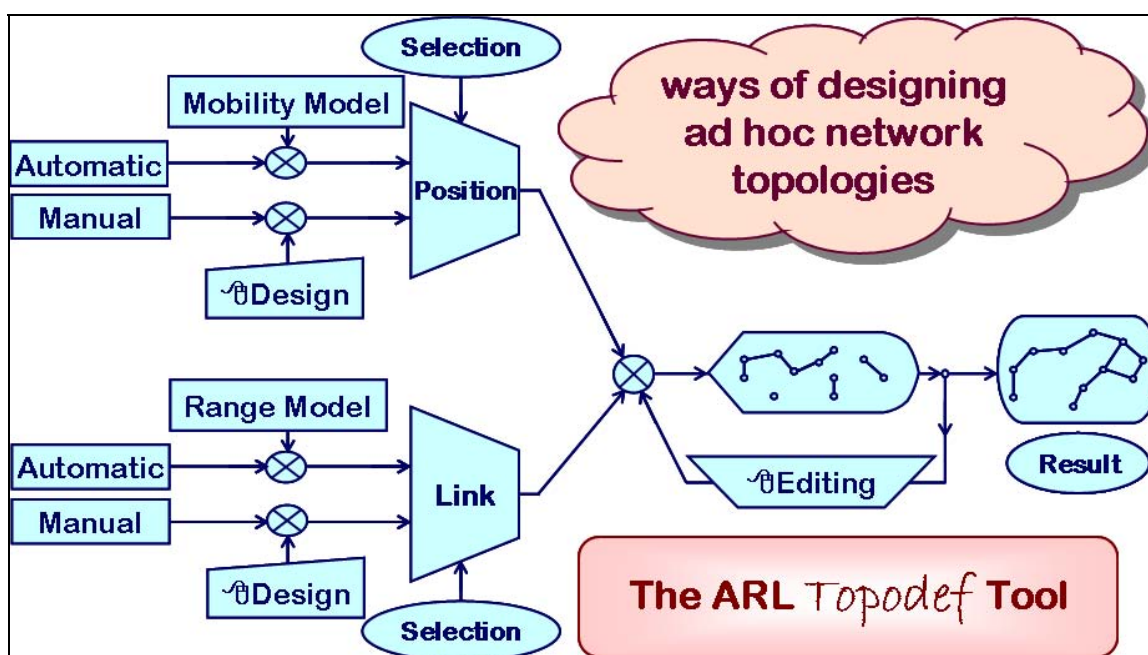 Selection
ways of designing
ad hoc network
topologies
Mobility Model
Automatic
Position
Manual
Design
Range Model
Automatic
Link
Manual
Design
Selection
Editing
Result
The ARL Topodef Tool